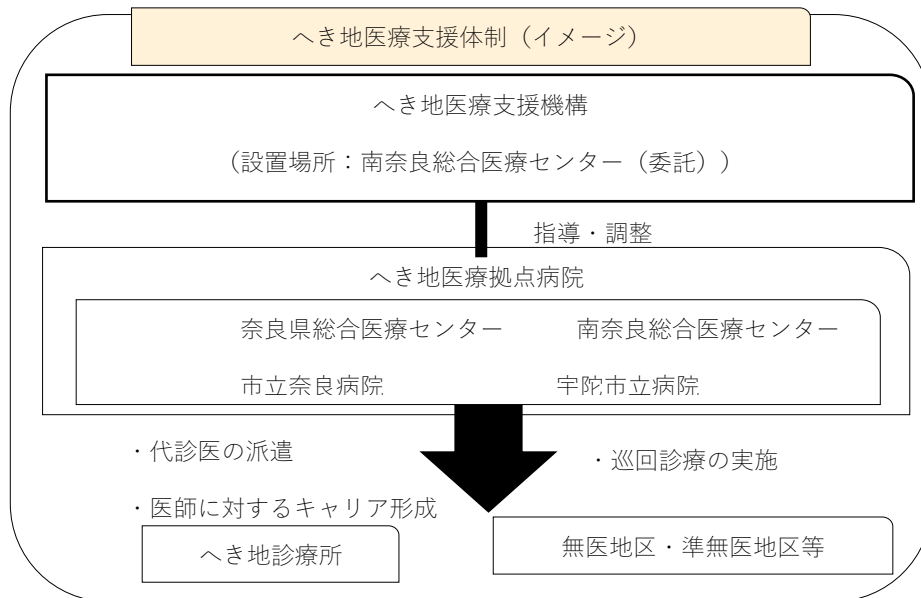 へき地医療支援体制（イメージ）
へき地医療支援機構
（設置場所：南奈良総合医療センター（委託））
指導・調整
へき地医療拠点病院
奈良県総合医療センター　南奈良総合医療センター
市立奈良病院　宇陀市立病院
・代診医の派遣
・医師に対するキャリア形成
・巡回診療の実施
へき地診療所
無医地区・準無医地区等